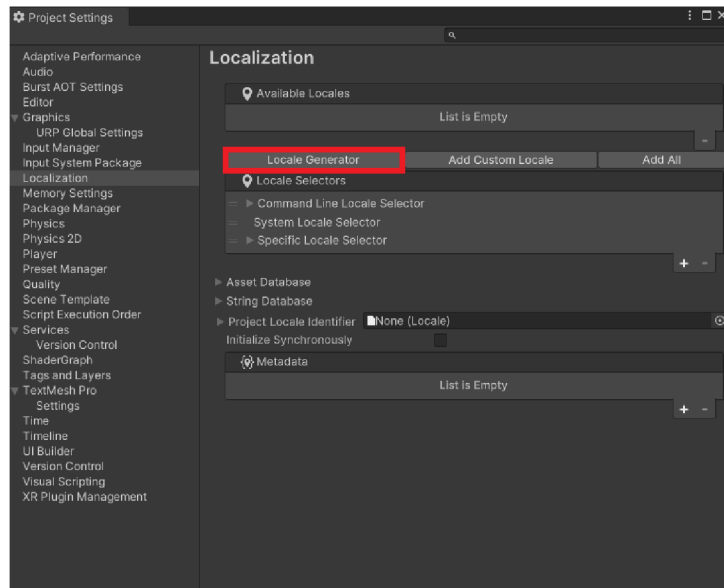 Project Settings
Adaptive Performance
Audio
Burst AOT Settings
Editor
Graphics
URP Global Settings
Input Manager
Input System Package
Localization
Memory Settings
Package Manager
Physics
Physics 2D
Player
Preset Manager
Quality
Scene Template
Script Execution Order
Services
Version Control
ShaderGraph
Tags and Layers
TextMesh Pro
Settings
Time
Timeline
UI Builder
Version Control
Visual Scripting
XR Plugin Management
Localization
Available Locales
List is Empty
Locale Generator Add Custom Locale Add All
Locale Selectors
Command Line Locale Selector
System Locale Selector
Specific Locale Selector
Asset Database
String Database
Project Locale Identifier None (Locale)
Initialize Synchronously
Metadata
List is Empty